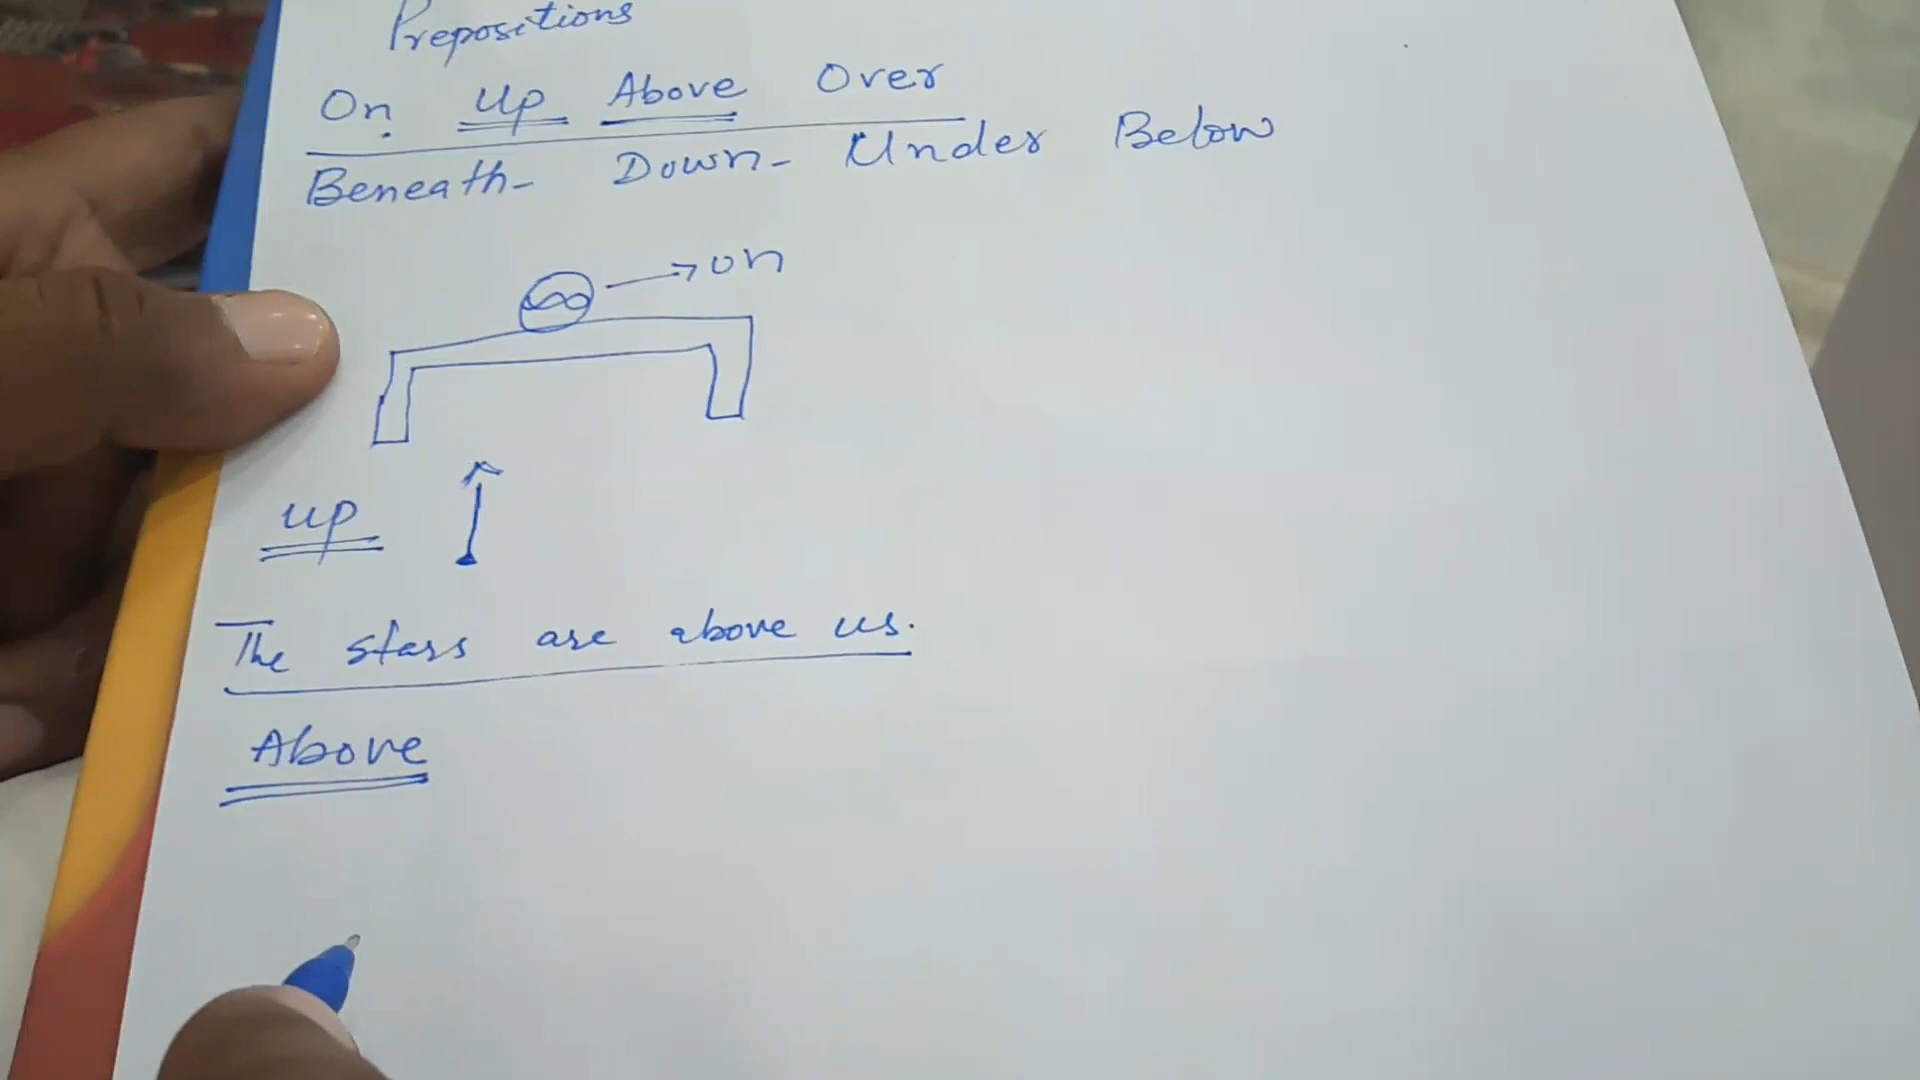 Prepositions
On Up Above Over
Beneath- Down- Under Below
on
up
The stars are above us.
Above